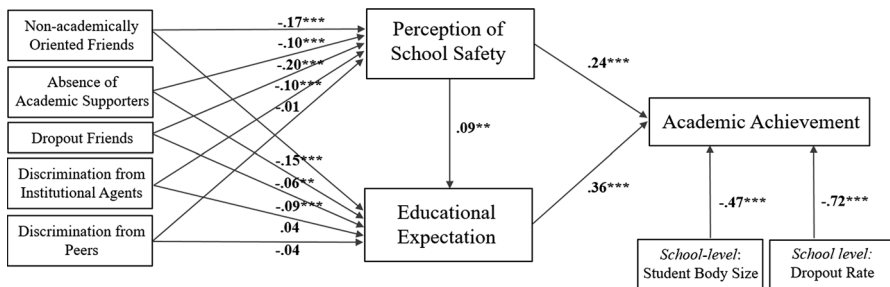 Non-academically
Oriented Friends
Absence of
Academic Supporters
Dropout Friends
Discrimination from
Institutional Agents
Discrimination from
Peers
-.17***
-.10***
-.20***
-.10***
-.01
-.15***
-.06**
-.09***
.04
-.04
Perception of
School Safety
.09**
Educational
Expectation
.24***
.36***
Academic Achievement
-.47***
-.72***
School-level:
Student Body Size
School level:
Dropout Rate